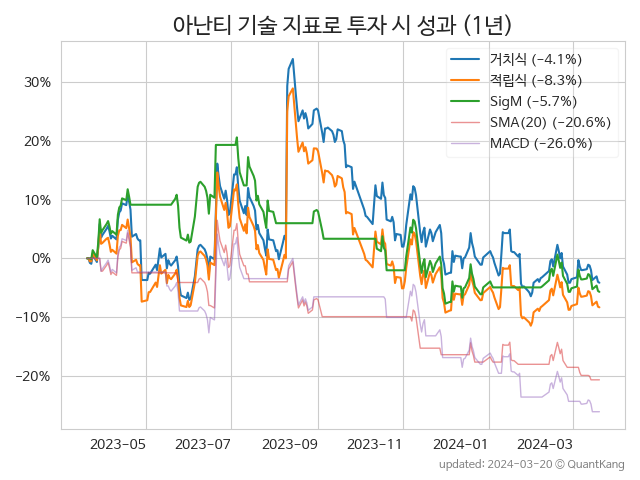 아난티 기술 지표로 투자 시 성과 (1년)
거치식 (−4.1%)
적립식 (−8.3%)
SigM (−5.7%)
SMA(20) (−20.6%)
MACD (−26.0%)
30%
20%
10%
0%
−10%
−20%
2023-05 2023-07 2023-09 2023-11 2024-01 2024-03
updated: 2024-03-20 © QuantKang